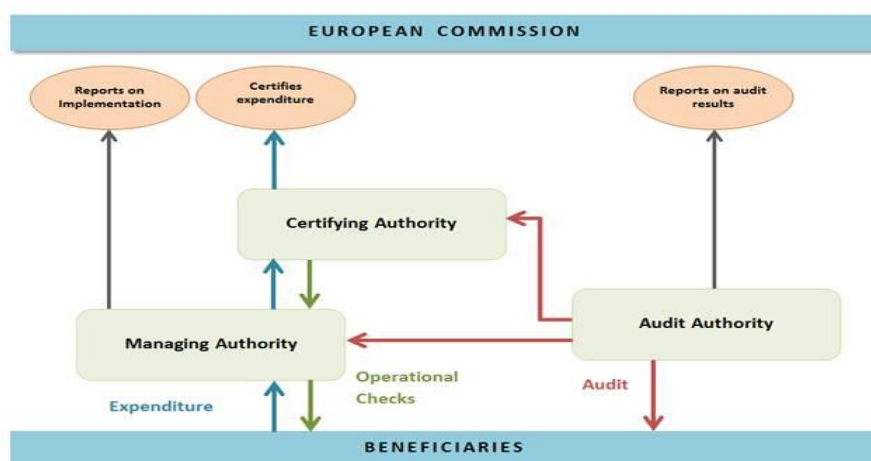 EUROPEAN COMMISSION
Reports on
Implementation
Certifies
expenditure
Reports on audit
results
Certifying Authority
Managing Authority
Audit Authority
Expenditure
Operational
Checks
Audit
BENEFICIARIES